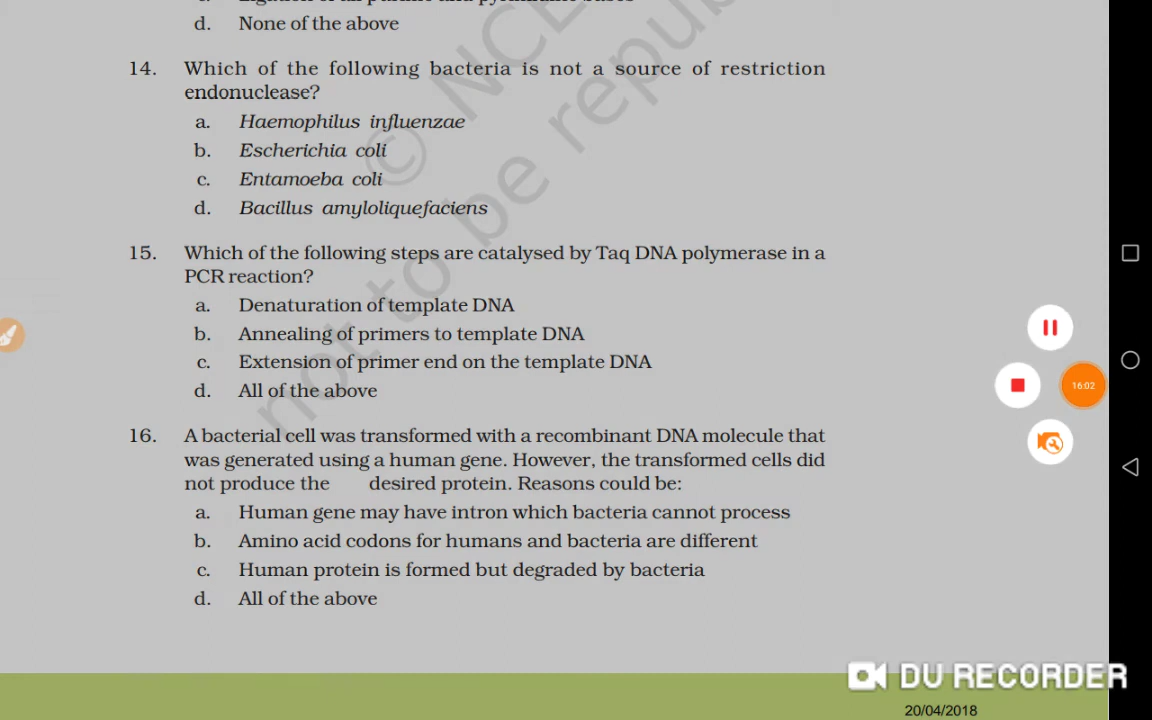 d. None of the above
14. Which of the following bacteria is not a source of restriction
endonuclease?
a. Haemophilus influenzae
b. Escherichia coli
c. Entamoeba coli
d. Bacillus amyloliquefaciens
15. Which of the following steps are catalysed by Taq DNA polymerase in a
PCR reaction?
a. Denaturation of template DNA
b. Annealing of primers to template DNA
c. Extension of primer end on the template DNA
d. All of the above
16. A bacterial cell was transformed with a recombinant DNA molecule that
was generated using a human gene. However, the transformed cells did
not produce the desired protein. Reasons could be:
a. Human gene may have intron which bacteria cannot process
b. Amino acid codons for humans and bacteria are different
c. Human protein is formed but degraded by bacteria
d. All of the above
© NCE
not to be repub
16:02
DU RECORDER
20/04/2018